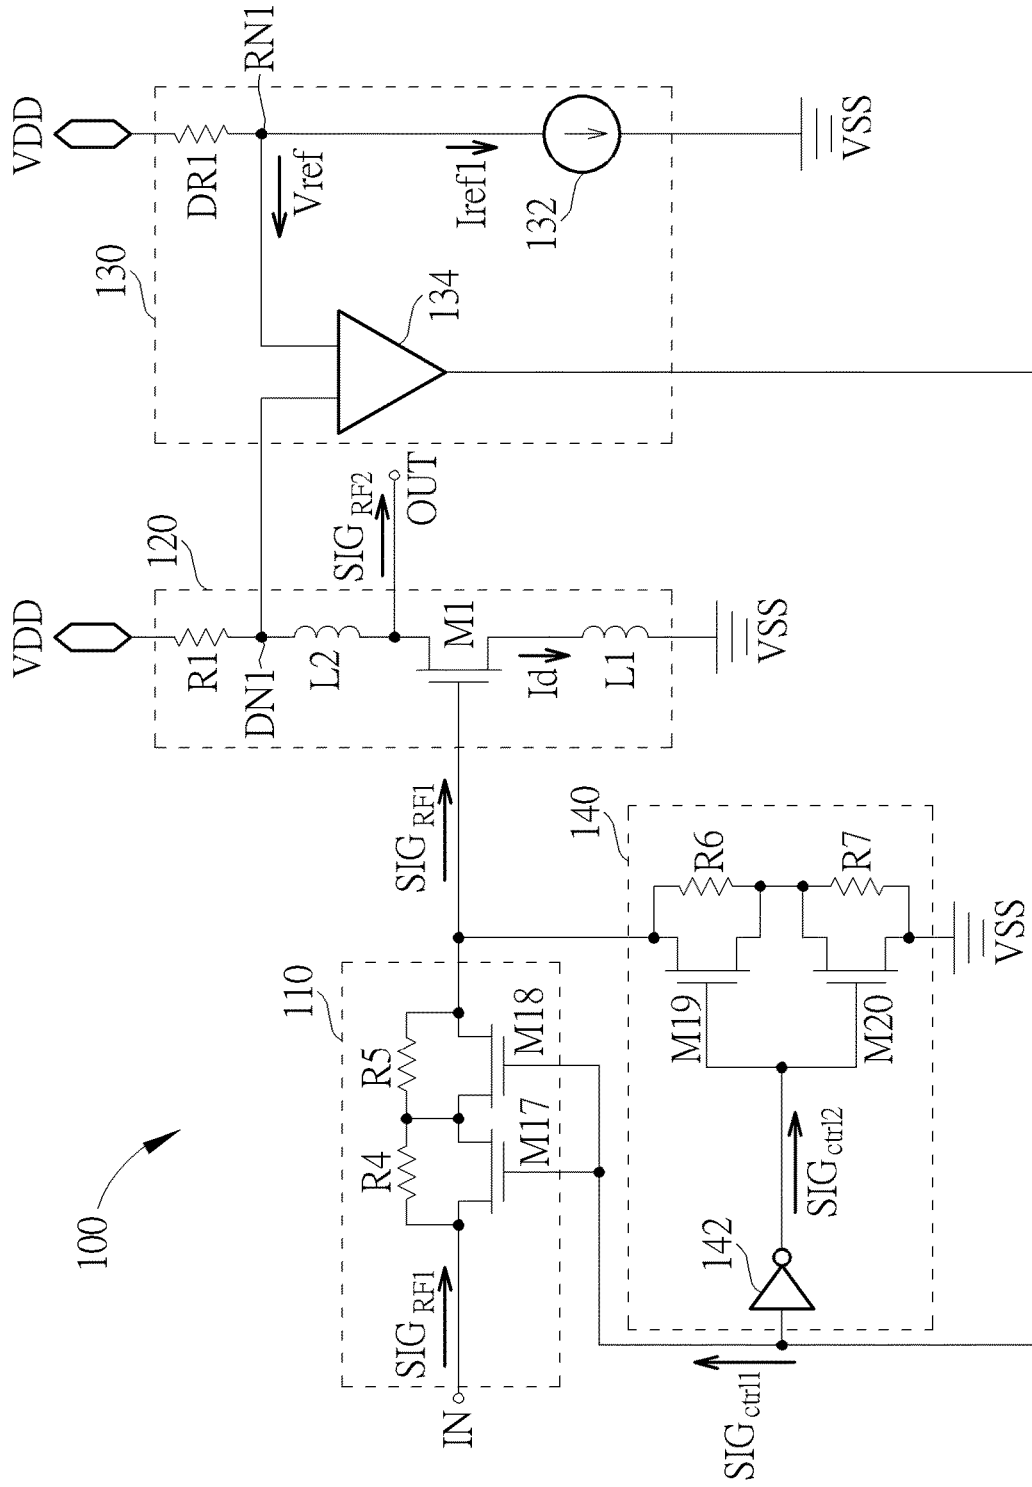 100
IN
SIGRF1
110
R4
R5
M17
M18
SIGRF1
SIGctrl1
142
SIGctrl2
140
M19
M20
R6
R7
VSS
120
VDD
R1
DN1
L2
SIGRF2
OUT
M1
Id
L1
VSS
130
VDD
DR1
RN1
Vref
134
Iref1
132
VSS